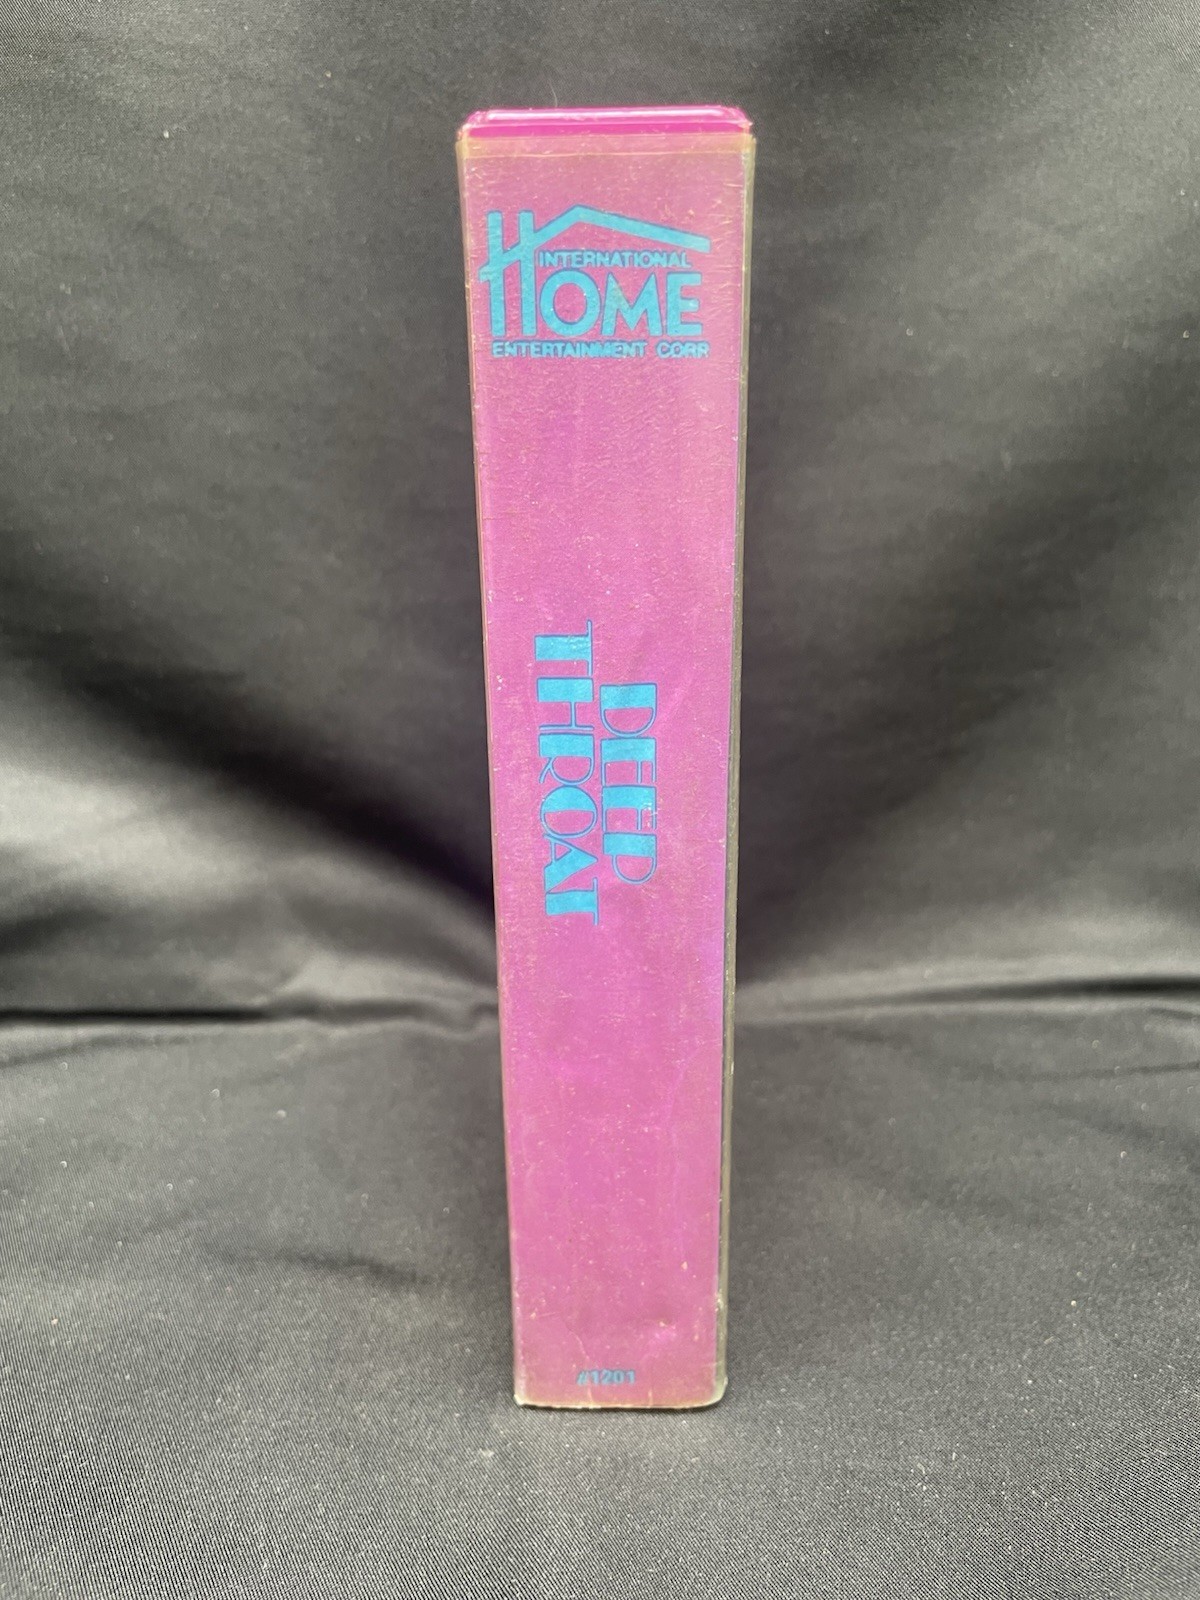 INTERNATIONAL
HOME
ENTERTAINMENT CORP
DEEP
THROAT
#1201